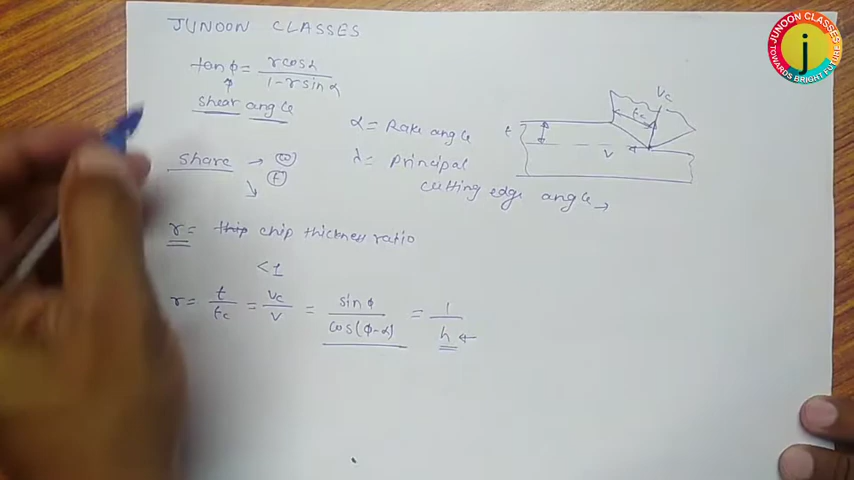 JUNOON CLASSES
JUNOON CLASSES
j
TOWARDS BRIGHT FUTURE
tan φ = r cos α / 1 - r sin α
φ
shear angle
α = Rake angle
λ = Principal
cutting edge angle →
share → ω
t
r = thip chip thickness ratio
< 1
r = t / tc = Vc / V = sin φ / cos (φ - α) = 1 / h
t
tc
Vc
V